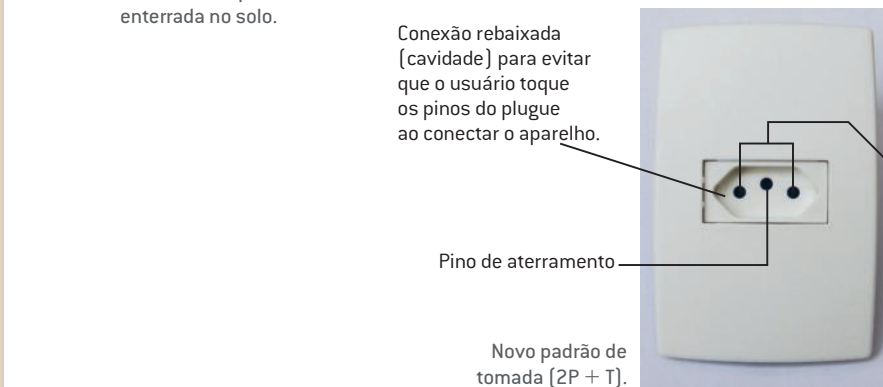 enterrada no solo.
Conexão rebaixada
(cavidade) para evitar
que o usuário toque
os pinos do plugue
ao conectar o aparelho.
Pino de aterramento
Novo padrão de
tomada (2P + T).